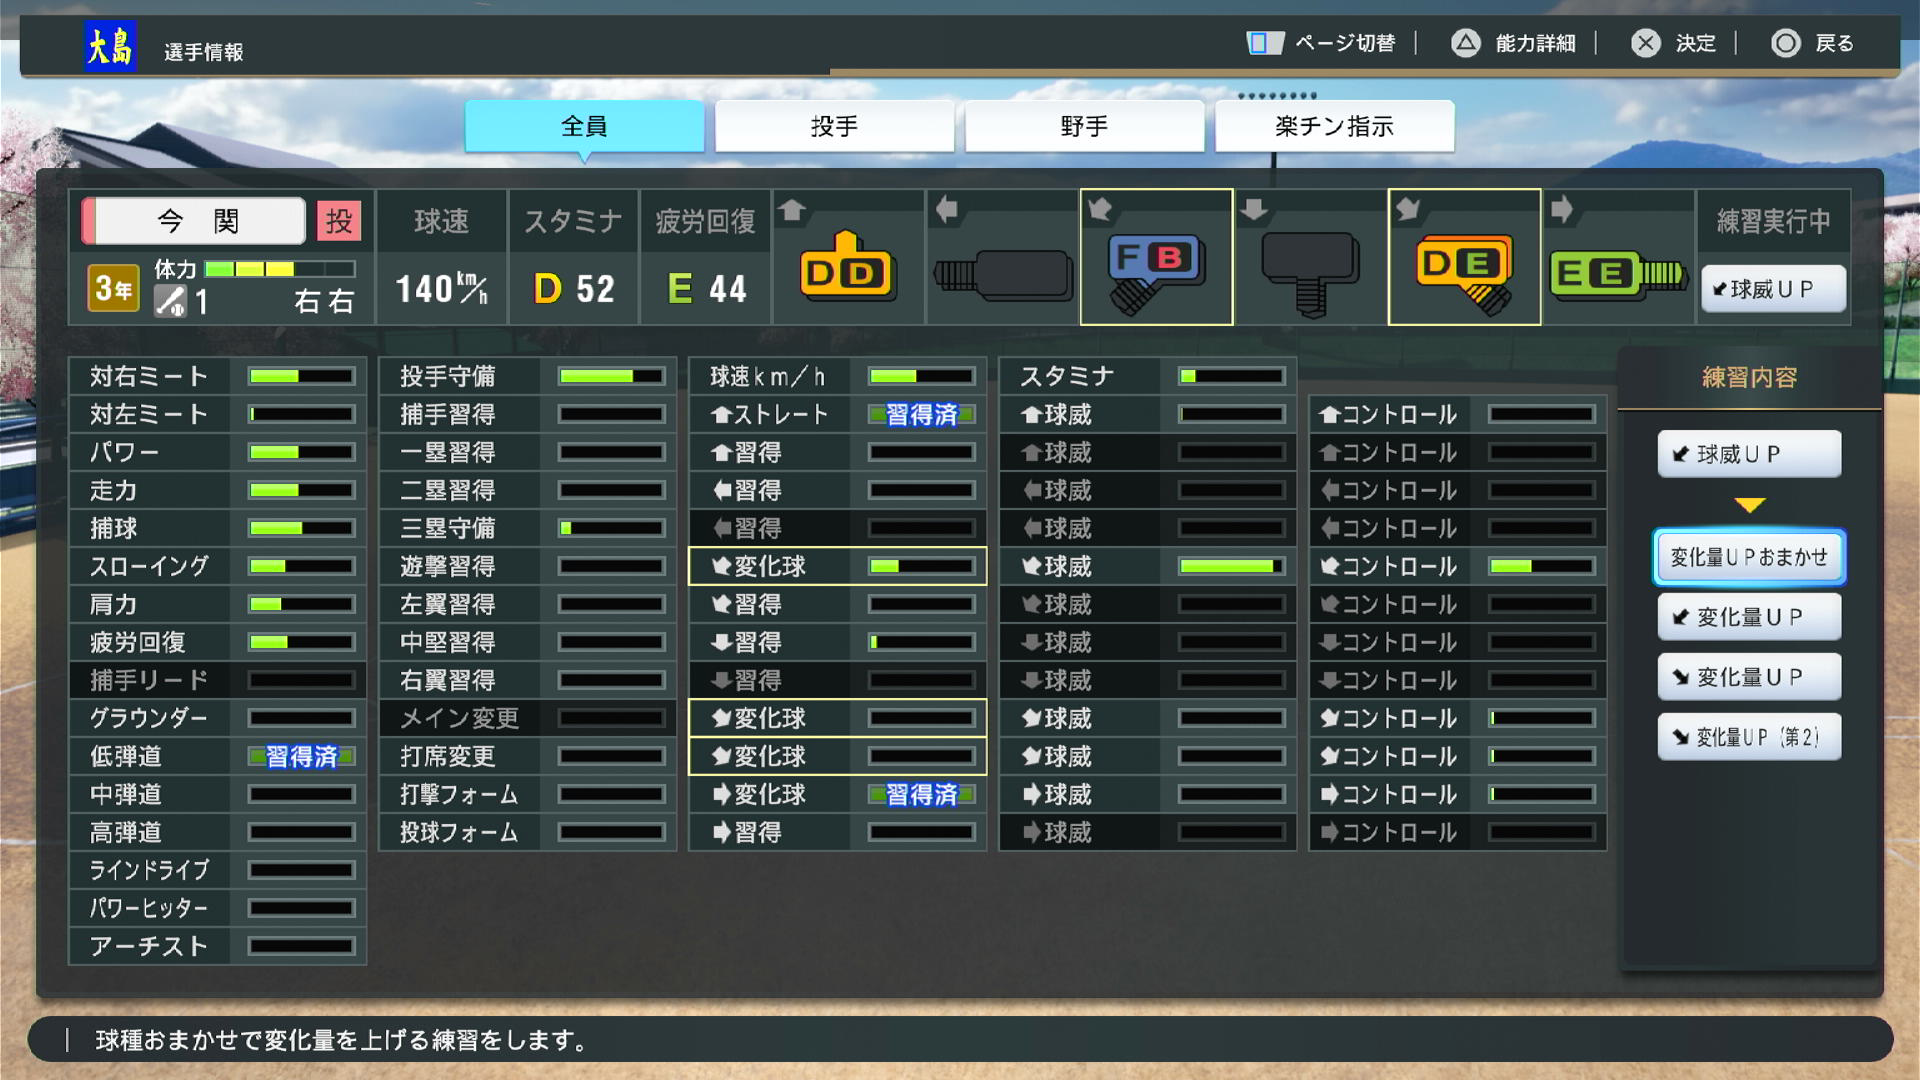 大島 選手情報 ページ切替 能力詳細 決定 戻る
全員 投手 野手 楽チン指示
今 関 投 球速 スタミナ 疲労回復 練習実行中
3年 体力 1 右 右 140km/h D 52 E 44 D D F B D E E E 球威UP
対右ミート 投手守備 球速km/h スタミナ 練習内容
対左ミート 捕手習得 ストレート 習得済 球威 コントロール
パワー 一塁習得 習得 球威 コントロール 球威UP
走力 二塁習得 習得 球威 コントロール
捕球 三塁守備 習得 球威 コントロール
スローイング 遊撃習得 変化球 球威 コントロール 変化量UPおまかせ
肩力 左翼習得 習得 球威 コントロール 変化量UP
疲労回復 中堅習得 習得 球威 コントロール
捕手リード 右翼習得 習得 球威 コントロール 変化量UP
グラウンダー メイン変更 変化球 球威 コントロール 変化量UP(第2)
低弾道 習得済 打席変更 変化球 球威 コントロール
中弾道 打撃フォーム 変化球 習得済 球威 コントロール
高弾道 投球フォーム 習得 球威 コントロール
ラインドライブ
パワーヒッター
アーチスト
球種おまかせで変化量を上げる練習をします。